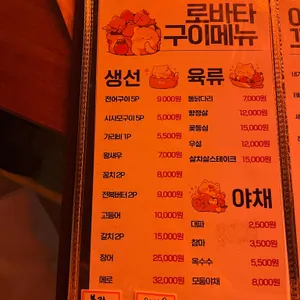 로바타
구이메뉴
생선
전어구이 5P 9,000원
시사모구이 5P 5,000원
가리비 1P 5,500원
왕새우 7,000원
꽁치 2P 8,000원
전복버터 2P 9,000원
고등어 10,000원
갈치 2P 15,000원
장어 25,000원
메로 32,000원
육류
통닭다리 7,000원
항정살 12,000원
꽃등심 15,000원
우설 12,000원
살치살스테이크 15,000원
야채
대파 2,500원
참마 3,500원
옥수수 5,500원
모둠야채 8,000원